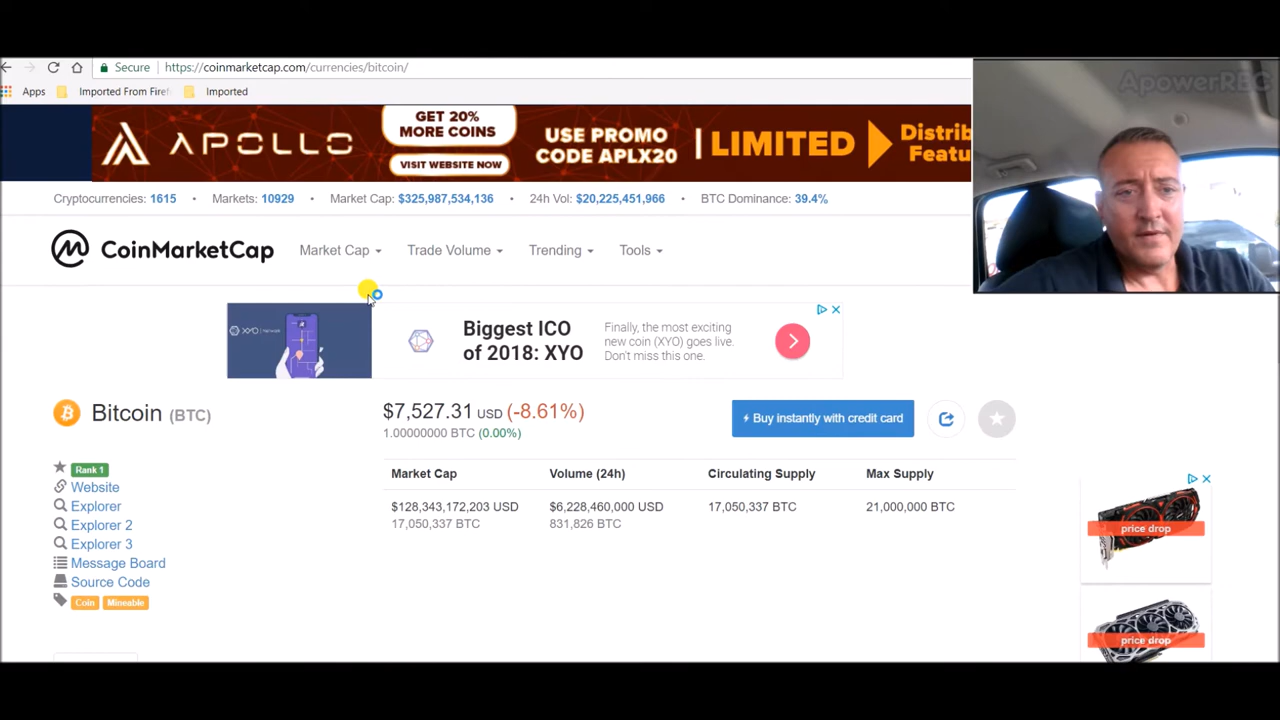 Secure
https://coinmarketcap.com/currencies/bitcoin/
ApowerREC
Apps
Imported From Firef
Imported
APOLLO
GET 20%
MORE COINS
VISIT WEBSITE NOW
USE PROMO
CODE APLX20
LIMITED
Distrib
Featu
Cryptocurrencies: 1615 • Markets: 10929 • Market Cap: $325,987,534,136 • 24h Vol: $20,225,451,966 • BTC Dominance: 39.4%
CoinMarketCap
Market Cap
Trade Volume
Trending
Tools
XYO Network
Biggest ICO
of 2018: XYO
Finally, the most exciting
new coin (XYO) goes live.
Don't miss this one.
Bitcoin (BTC)
$7,527.31 USD (-8.61%)
1.00000000 BTC (0.00%)
Buy instantly with credit card
Rank 1
Website
Explorer
Explorer 2
Explorer 3
Message Board
Source Code
Coin Mineable
Market Cap Volume (24h) Circulating Supply Max Supply
$128,343,172,203 USD $6,228,460,000 USD 17,050,337 BTC 21,000,000 BTC
17,050,337 BTC 831,826 BTC
price drop
price drop